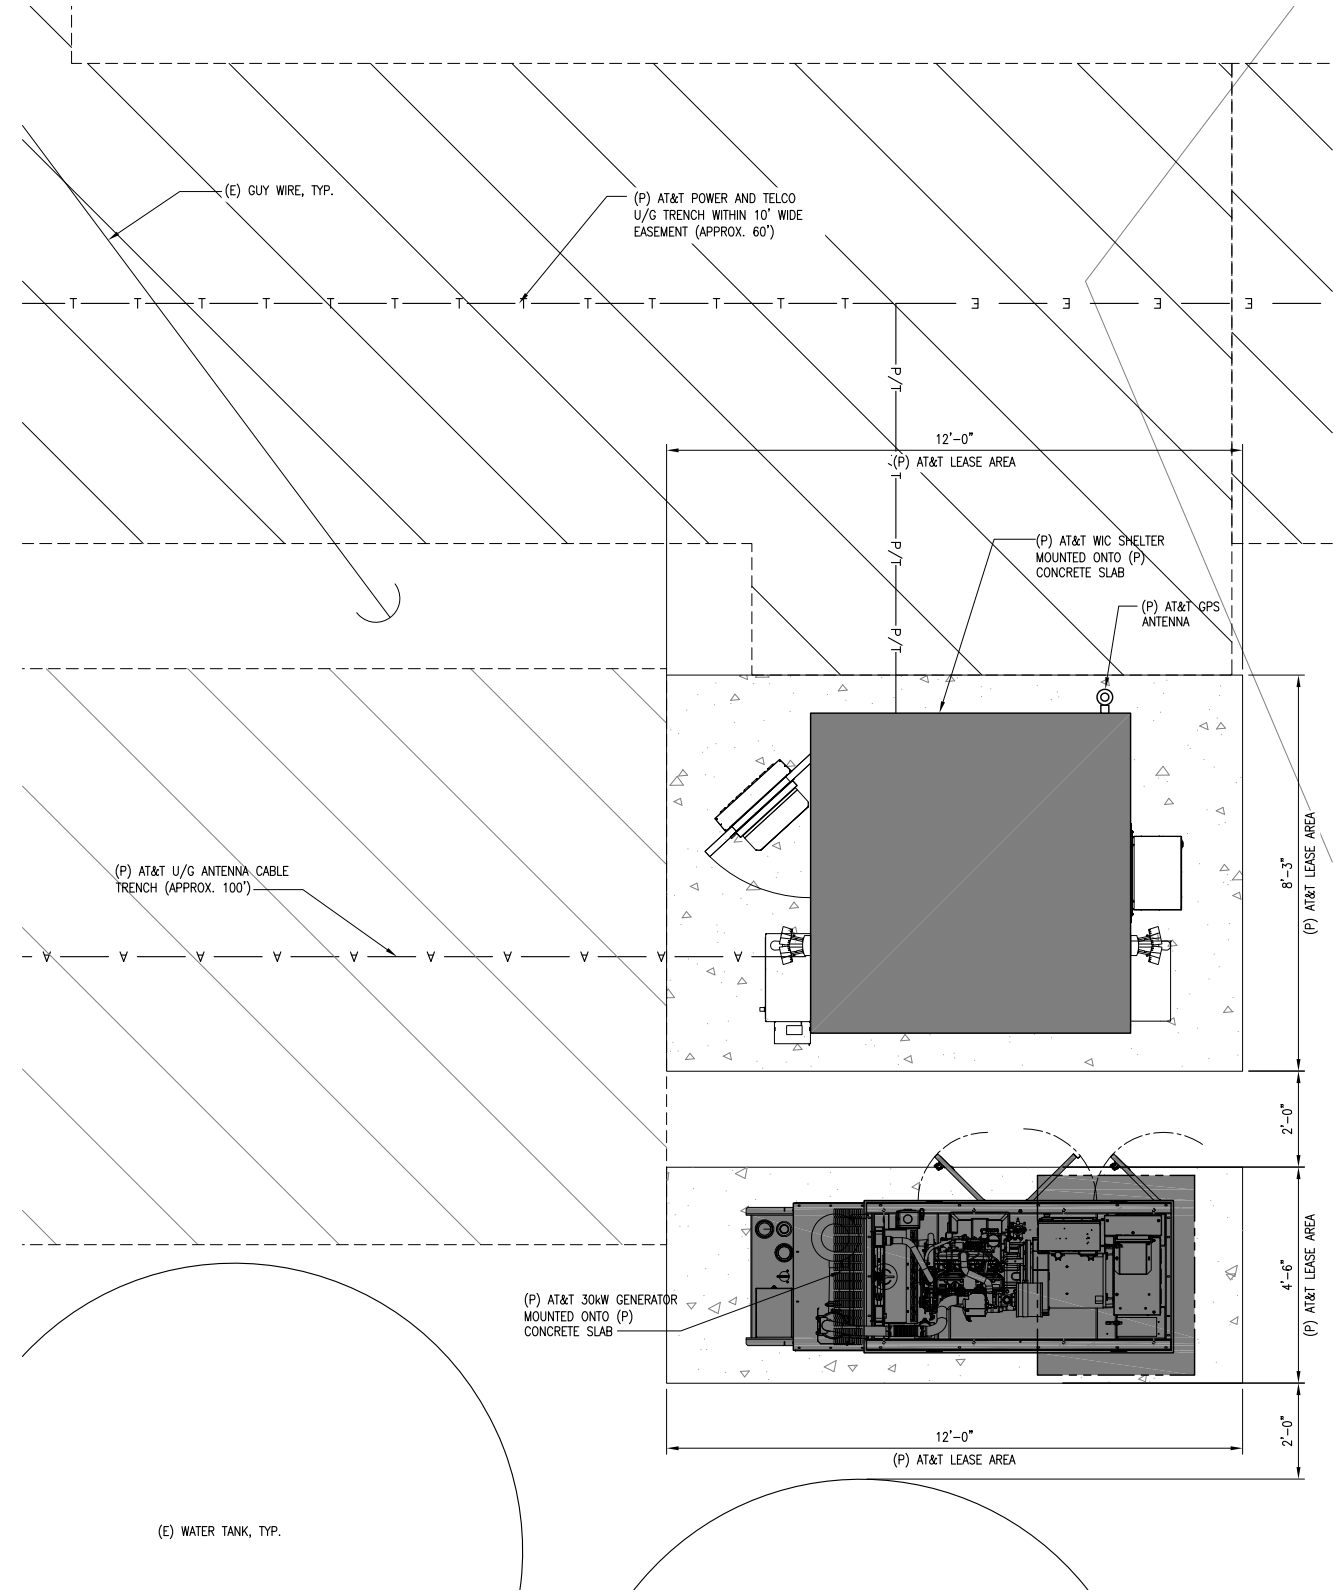 (E) GUY WIRE, TYP.
(P) AT&T POWER AND TELCO
U/G TRENCH WITHIN 10' WIDE
EASEMENT (APPROX. 60')
T T T T T T T T T T T T T E E E E
P/T
12'-0"
(P) AT&T LEASE AREA
P/T
(P) AT&T WIC SHELTER
MOUNTED ONTO (P)
CONCRETE SLAB
P/T
(P) AT&T GPS
ANTENNA
P/T
8'-3"
(P) AT&T LEASE AREA
(P) AT&T U/G ANTENNA CABLE
TRENCH (APPROX. 100')
A A A A A A A A A A
2'-0"
4'-6"
(P) AT&T LEASE AREA
(P) AT&T 30kW GENERATOR
MOUNTED ONTO (P)
CONCRETE SLAB
2'-0"
12'-0"
(P) AT&T LEASE AREA
(E) WATER TANK, TYP.